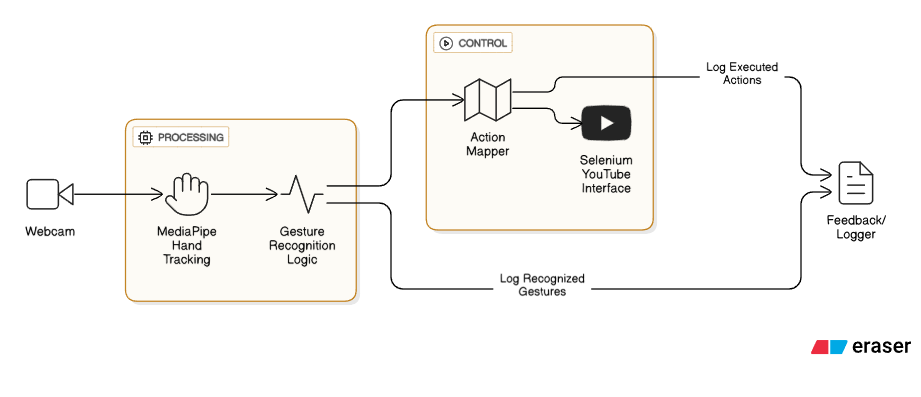 CONTROL
Log Executed
Actions
Action
Mapper
Selenium
YouTube
Interface
PROCESSING
Webcam
MediaPipe
Hand
Tracking
Gesture
Recognition
Logic
Feedback/
Logger
Log Recognized
Gestures
eraser